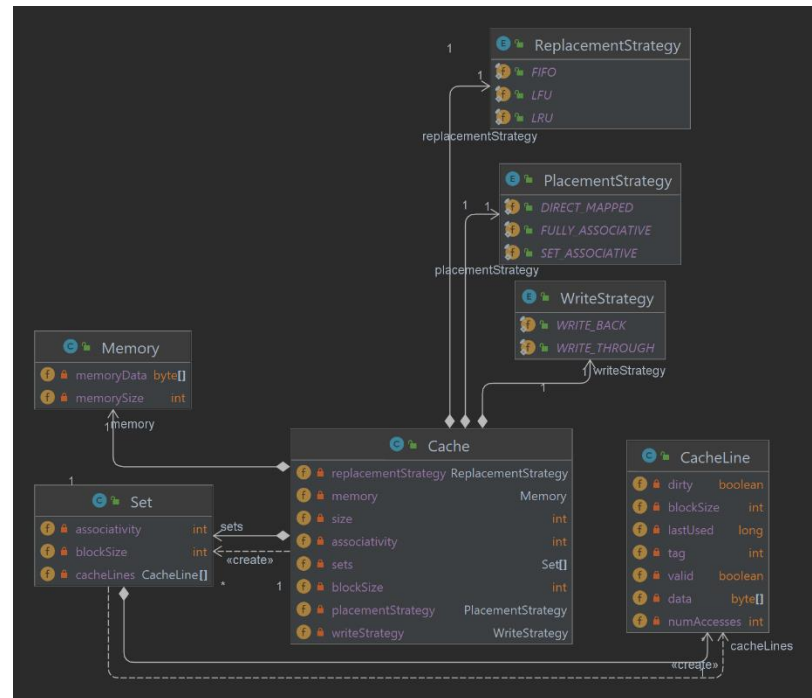 1
ReplacementStrategy
FIFO
LFU
LRU
1
replacementStrategy
PlacementStrategy
DIRECT_MAPPED
FULLY_ASSOCIATIVE
SET_ASSOCIATIVE
1 1
placementStrategy
WriteStrategy
WRITE_BACK
WRITE_THROUGH
1 writeStrategy
1
Memory
memoryData byte[]
memorySize int
1 memory
Cache
replacementStrategy ReplacementStrategy
memory Memory
size int
associativity int
sets Set[]
blockSize int
placementStrategy PlacementStrategy
writeStrategy WriteStrategy
1
Set
associativity int
blockSize int
cacheLines CacheLine[]
sets
«create»
* 1
CacheLine
dirty boolean
blockSize int
lastUsed long
tag int
valid boolean
data byte[]
numAccesses int
cacheLines
«create»